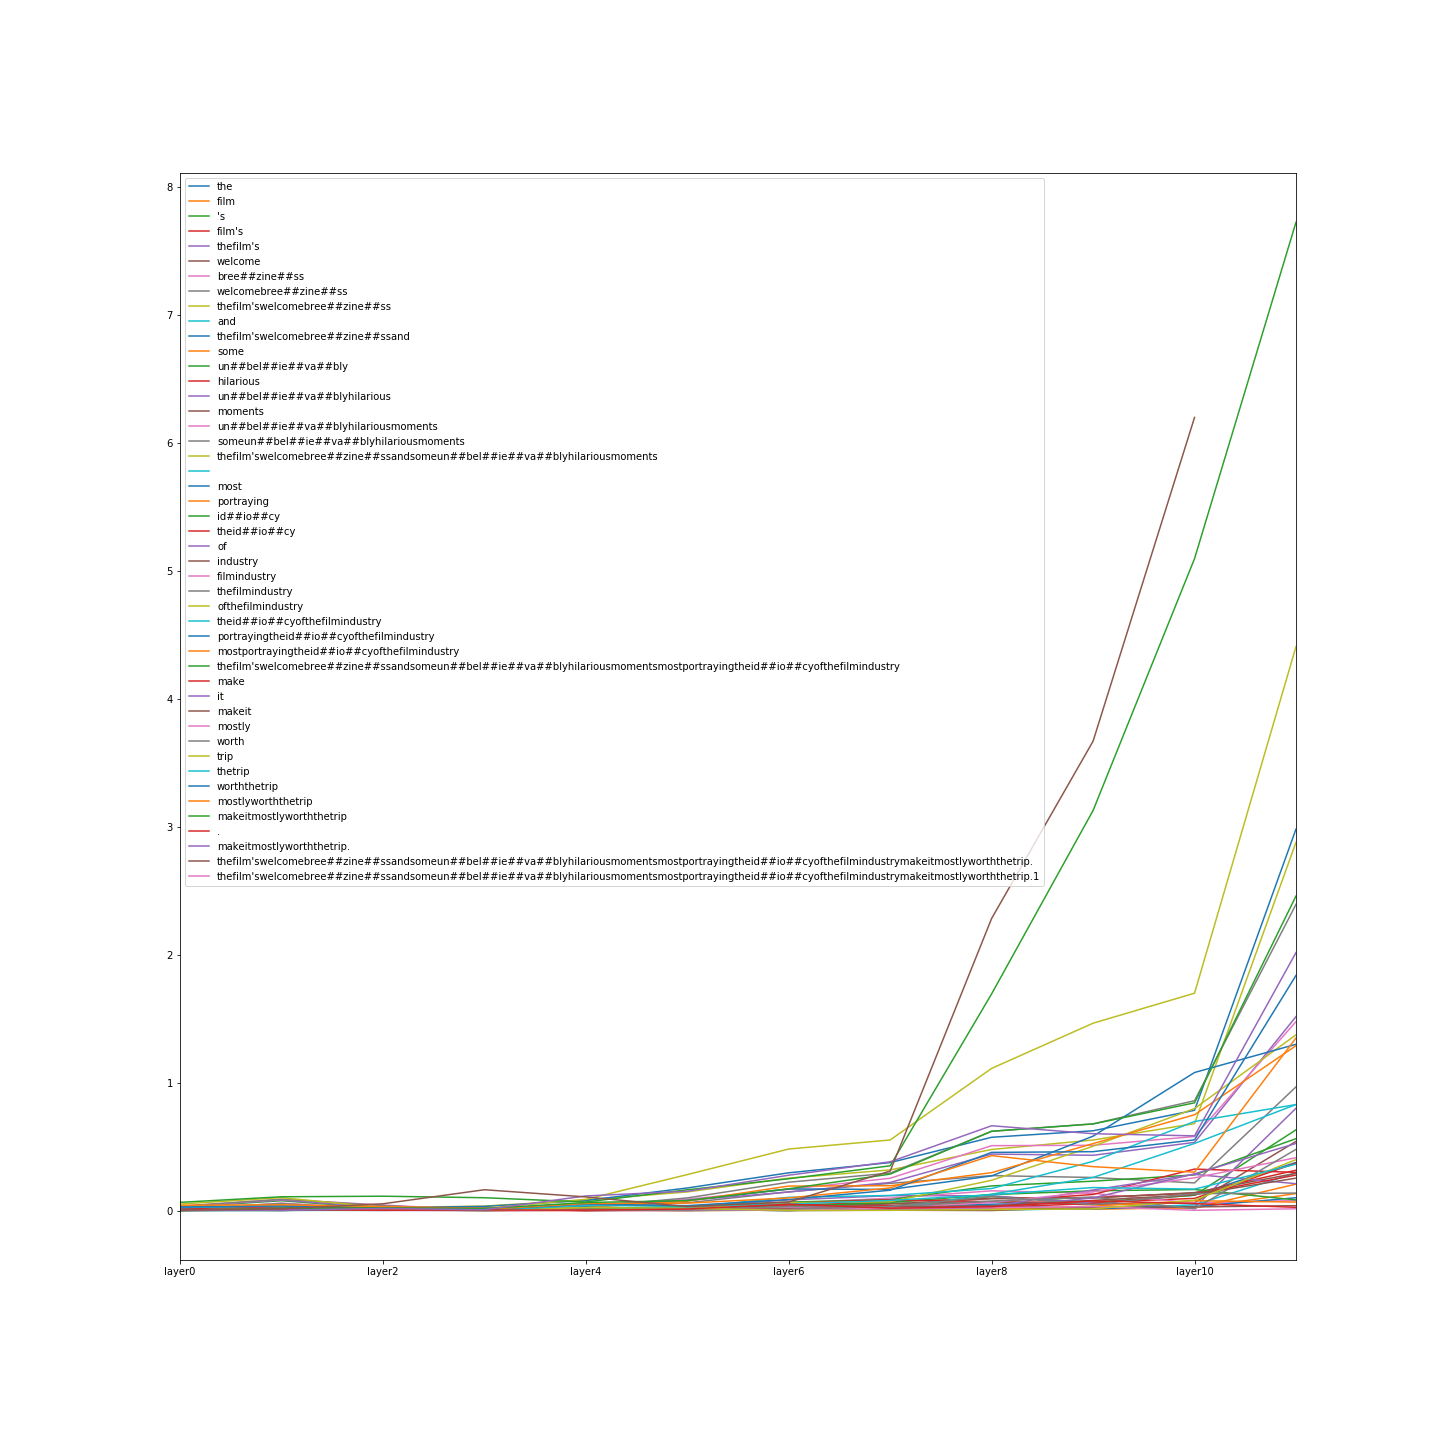 8
7
6
5
4
3
2
1
0
the
film
's
film's
thefilm's
welcome
bree##zine##ss
welcomebree##zine##ss
thefilm'swelcomebree##zine##ss
and
thefilm'swelcomebree##zine##ssand
some
un##bel##ie##va##bly
hilarious
un##bel##ie##va##blyhilarious
moments
un##bel##ie##va##blyhilariousmoments
someun##bel##ie##va##blyhilariousmoments
thefilm'swelcomebree##zine##ssandsomeun##bel##ie##va##blyhilariousmoments
most
portraying
id##io##cy
theid##io##cy
of
industry
filmindustry
thefilmindustry
ofthefilmindustry
theid##io##cyofthefilmindustry
portrayingtheid##io##cyofthefilmindustry
mostportrayingtheid##io##cyofthefilmindustry
thefilm'swelcomebree##zine##ssandsomeun##bel##ie##va##blyhilariousmomentsmostportrayingtheid##io##cyofthefilmindustry
make
it
makeit
mostly
worth
trip
thetrip
worththetrip
mostlyworththetrip
makeitmostlyworththetrip
.
makeitmostlyworththetrip.
thefilm'swelcomebree##zine##ssandsomeun##bel##ie##va##blyhilariousmomentsmostportrayingtheid##io##cyofthefilmindustrymakeitmostlyworththetrip.
thefilm'swelcomebree##zine##ssandsomeun##bel##ie##va##blyhilariousmomentsmostportrayingtheid##io##cyofthefilmindustrymakeitmostlyworththetrip.1
layer0 layer2 layer4 layer6 layer8 layer10